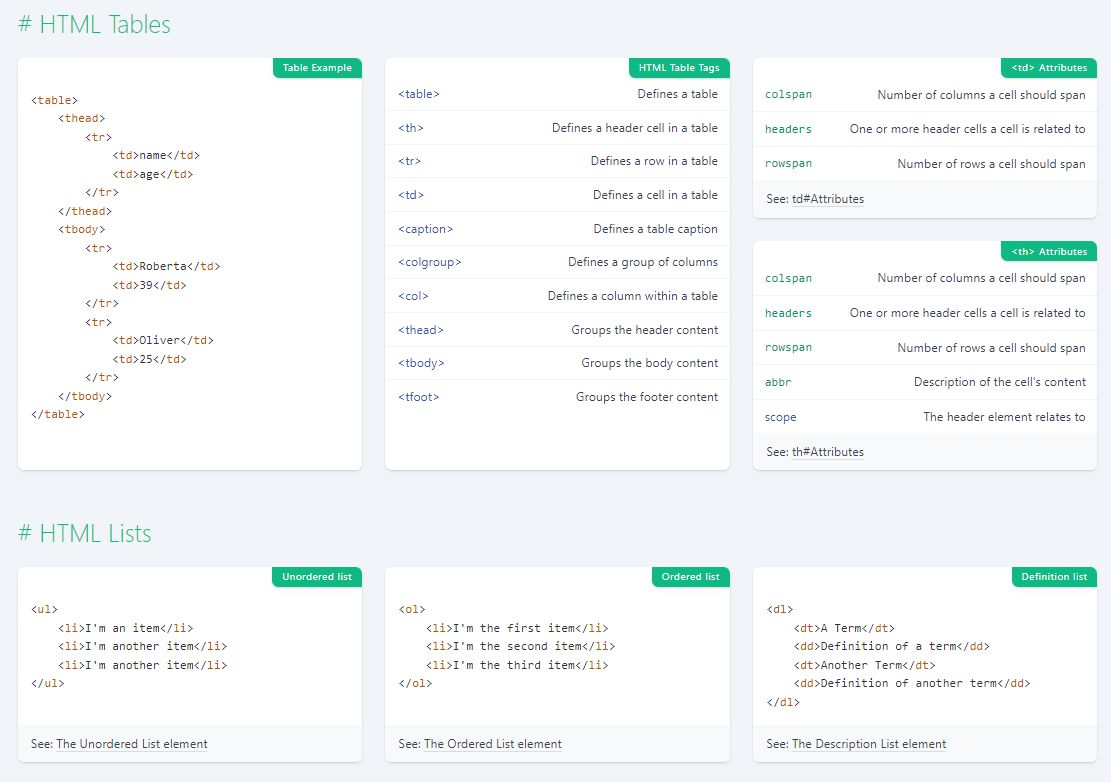 # HTML Tables
Table Example
<table>
    <thead>
        <tr>
            <td>name</td>
            <td>age</td>
        </tr>
    </thead>
    <tbody>
        <tr>
            <td>Roberta</td>
            <td>39</td>
        </tr>
        <tr>
            <td>Oliver</td>
            <td>25</td>
        </tr>
    </tbody>
</table>
HTML Table Tags
<table> Defines a table
<th> Defines a header cell in a table
<tr> Defines a row in a table
<td> Defines a cell in a table
<caption> Defines a table caption
<colgroup> Defines a group of columns
<col> Defines a column within a table
<thead> Groups the header content
<tbody> Groups the body content
<tfoot> Groups the footer content
<td> Attributes
colspan Number of columns a cell should span
headers One or more header cells a cell is related to
rowspan Number of rows a cell should span
See: td#Attributes
<th> Attributes
colspan Number of columns a cell should span
headers One or more header cells a cell is related to
rowspan Number of rows a cell should span
abbr Description of the cell's content
scope The header element relates to
See: th#Attributes
# HTML Lists
Unordered list
<ul>
    <li>I'm an item</li>
    <li>I'm another item</li>
    <li>I'm another item</li>
</ul>
See: The Unordered List element
Ordered list
<ol>
    <li>I'm the first item</li>
    <li>I'm the second item</li>
    <li>I'm the third item</li>
</ol>
See: The Ordered List element
Definition list
<dl>
    <dt>A Term</dt>
    <dd>Definition of a term</dd>
    <dt>Another Term</dt>
    <dd>Definition of another term</dd>
</dl>
See: The Description List element